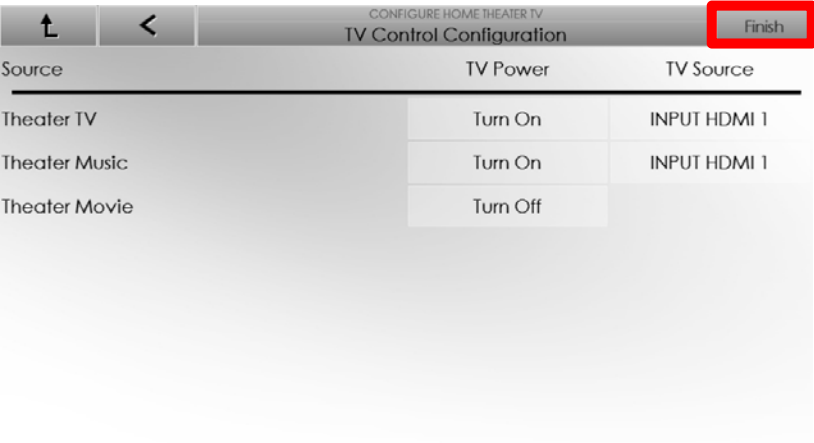 CONFIGURE HOME THEATER TV
TV Control Configuration
Finish
Source TV Power TV Source
Theater TV Turn On INPUT HDMI 1
Theater Music Turn On INPUT HDMI 1
Theater Movie Turn Off